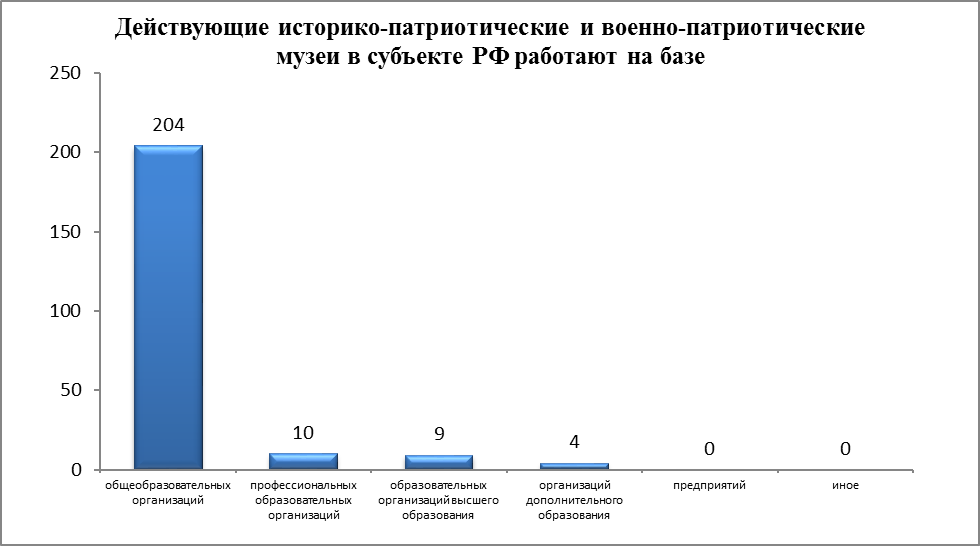 Действующие историко-патриотические и военно-патриотические
музеи в субъекте РФ работают на базе
250
200
150
100
50
0
204
10
9
4
0
0
общеобразовательных
организаций
профессиональных
образовательных
организаций
образовательных
организаций высшего
образования
организаций
дополнительного
образования
предприятий
иное